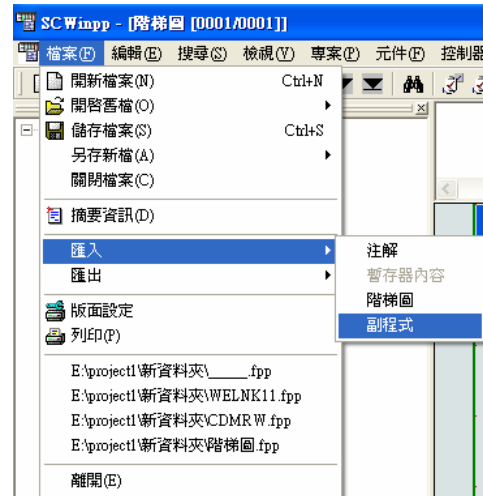 SCWinpp - [階梯圖 [0001/0001]]
檔案(F) 編輯(E) 搜尋(S) 檢視(V) 專案(P) 元件(F) 控制器
開新檔案(N) Ctrl+N
開啓舊檔(O)
儲存檔案(S) Ctrl+S
另存新檔(A)
關閉檔案(C)
摘要資訊(D)
匯入
注解
匯出
暫存器內容
階梯圖
版面設定
副程式
列印(P)
E:\project1\新資料夾\_____.fpp
E:\project1\新資料夾\WELNK11.fpp
E:\project1\新資料夾\CDMRW.fpp
E:\project1\新資料夾\階梯圖.fpp
離開(E)